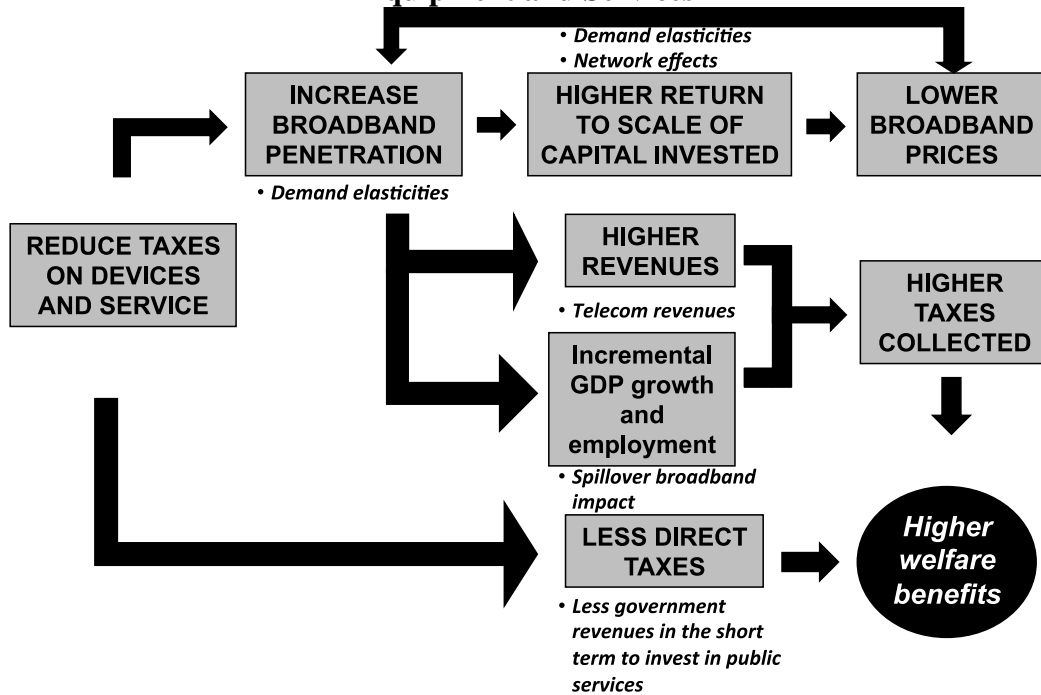 • Demand elasticities
• Network effects
INCREASE
BROADBAND
PENETRATION
HIGHER RETURN
TO SCALE OF
CAPITAL INVESTED
LOWER
BROADBAND
PRICES
• Demand elasticities
REDUCE TAXES
ON DEVICES
AND SERVICE
HIGHER
REVENUES
• Telecom revenues
HIGHER
TAXES
COLLECTED
Incremental
GDP growth
and
employment
• Spillover broadband
impact
LESS DIRECT
TAXES
• Less government
revenues in the short
term to invest in public
services
Higher
welfare
benefits